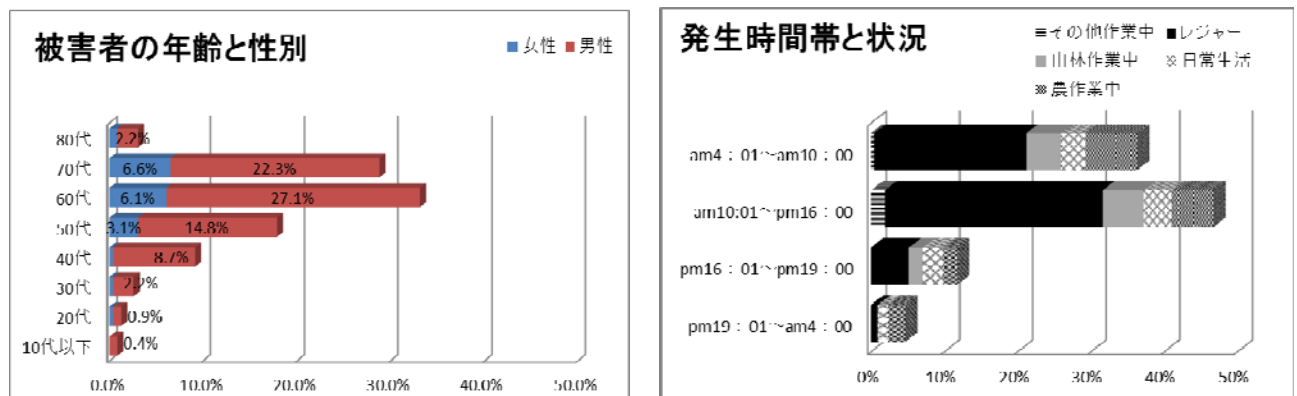 被害者の年齢と性別
女性 男性
80代 2.2%
70代 6.6% 22.3%
60代 6.1% 27.1%
50代 3.1% 14.8%
40代 8.7%
30代 2.2%
20代 0.9%
10代以下 0.4%
0.0% 10.0% 20.0% 30.0% 40.0% 50.0%
発生時間帯と状況
その他作業中 レジャー
山林作業中 日常生活
農作業中
am4：01～am10：00
am10:01～pm16：00
pm16：01～pm19：00
pm19：01～am4：00
0% 10% 20% 30% 40% 50%